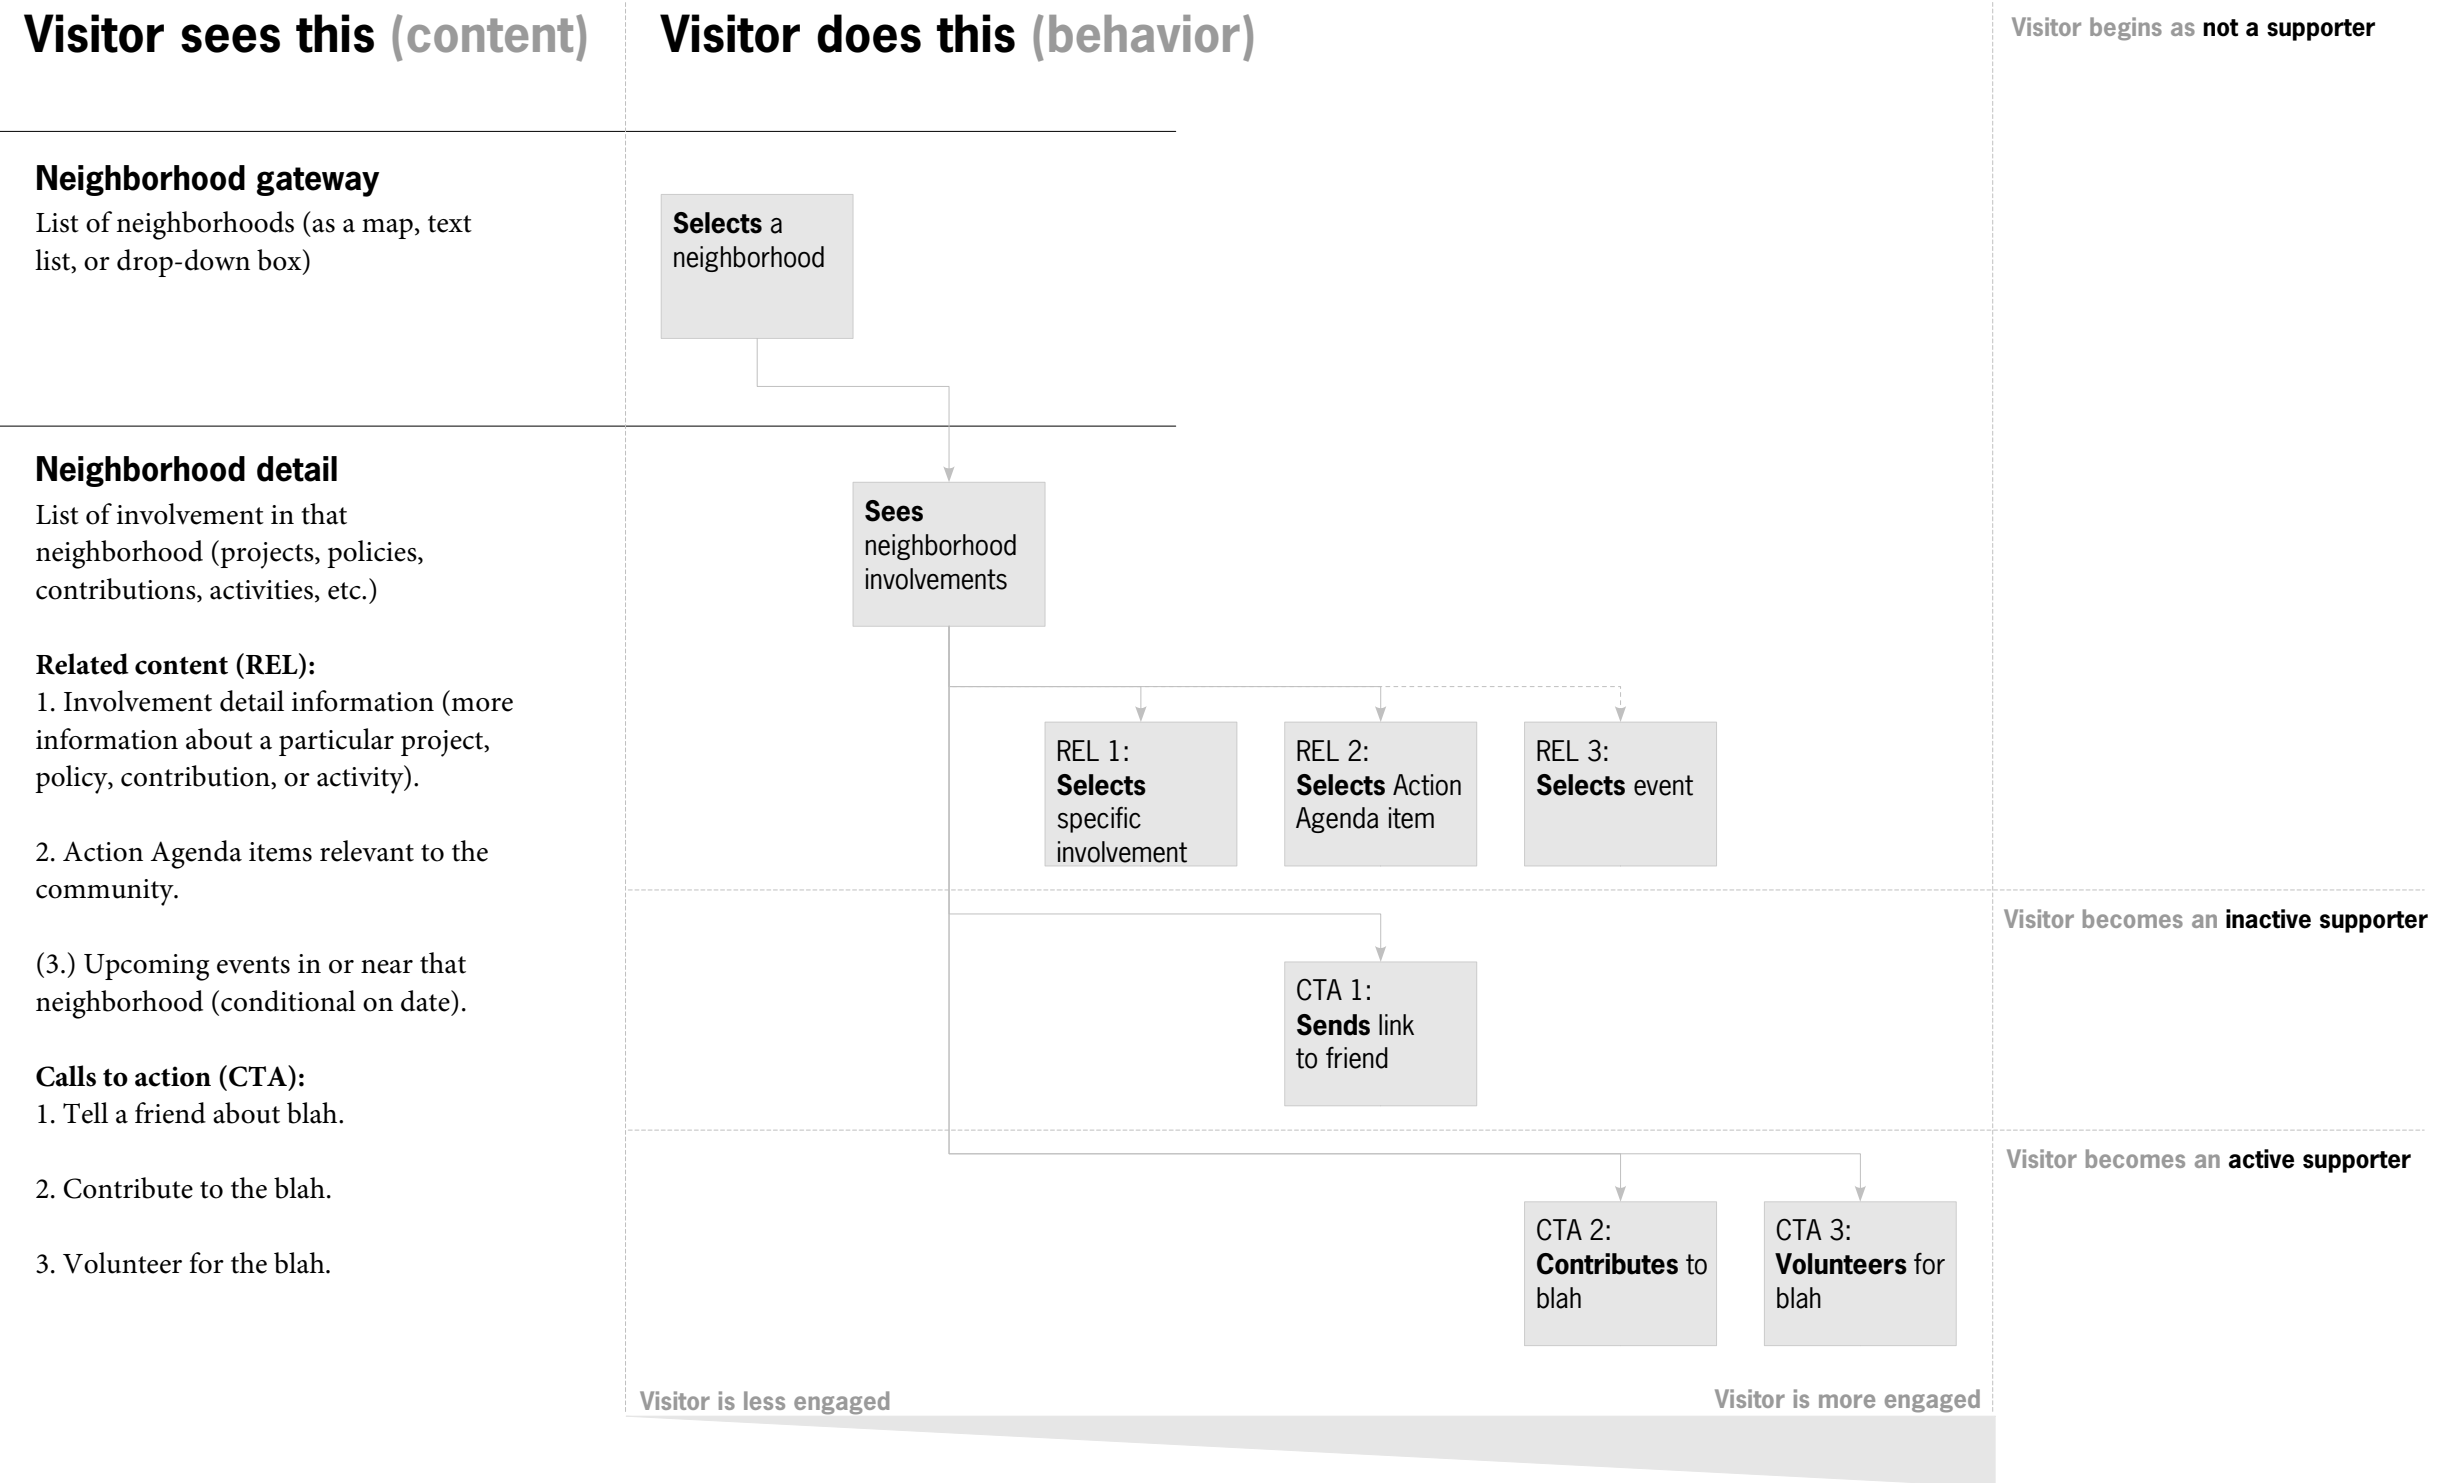 Visitor sees this (content)
Visitor does this (behavior)
Visitor begins as not a supporter
Neighborhood gateway
List of neighborhoods (as a map, text
list, or drop-down box)
Selects a
neighborhood
Neighborhood detail
List of involvement in that
neighborhood (projects, policies,
contributions, activities, etc.)
Sees
neighborhood
involvements
Related content (REL):
1. Involvement detail information (more
information about a particular project,
policy, contribution, or activity).
2. Action Agenda items relevant to the
community.
(3.) Upcoming events in or near that
neighborhood (conditional on date).
REL 1:
Selects
specific
involvement
REL 2:
Selects Action
Agenda item
REL 3:
Selects event
Visitor becomes an inactive supporter
CTA 1:
Sends link
to friend
Calls to action (CTA):
1. Tell a friend about blah.
2. Contribute to the blah.
3. Volunteer for the blah.
Visitor becomes an active supporter
CTA 2:
Contributes to
blah
CTA 3:
Volunteers for
blah
Visitor is less engaged
Visitor is more engaged